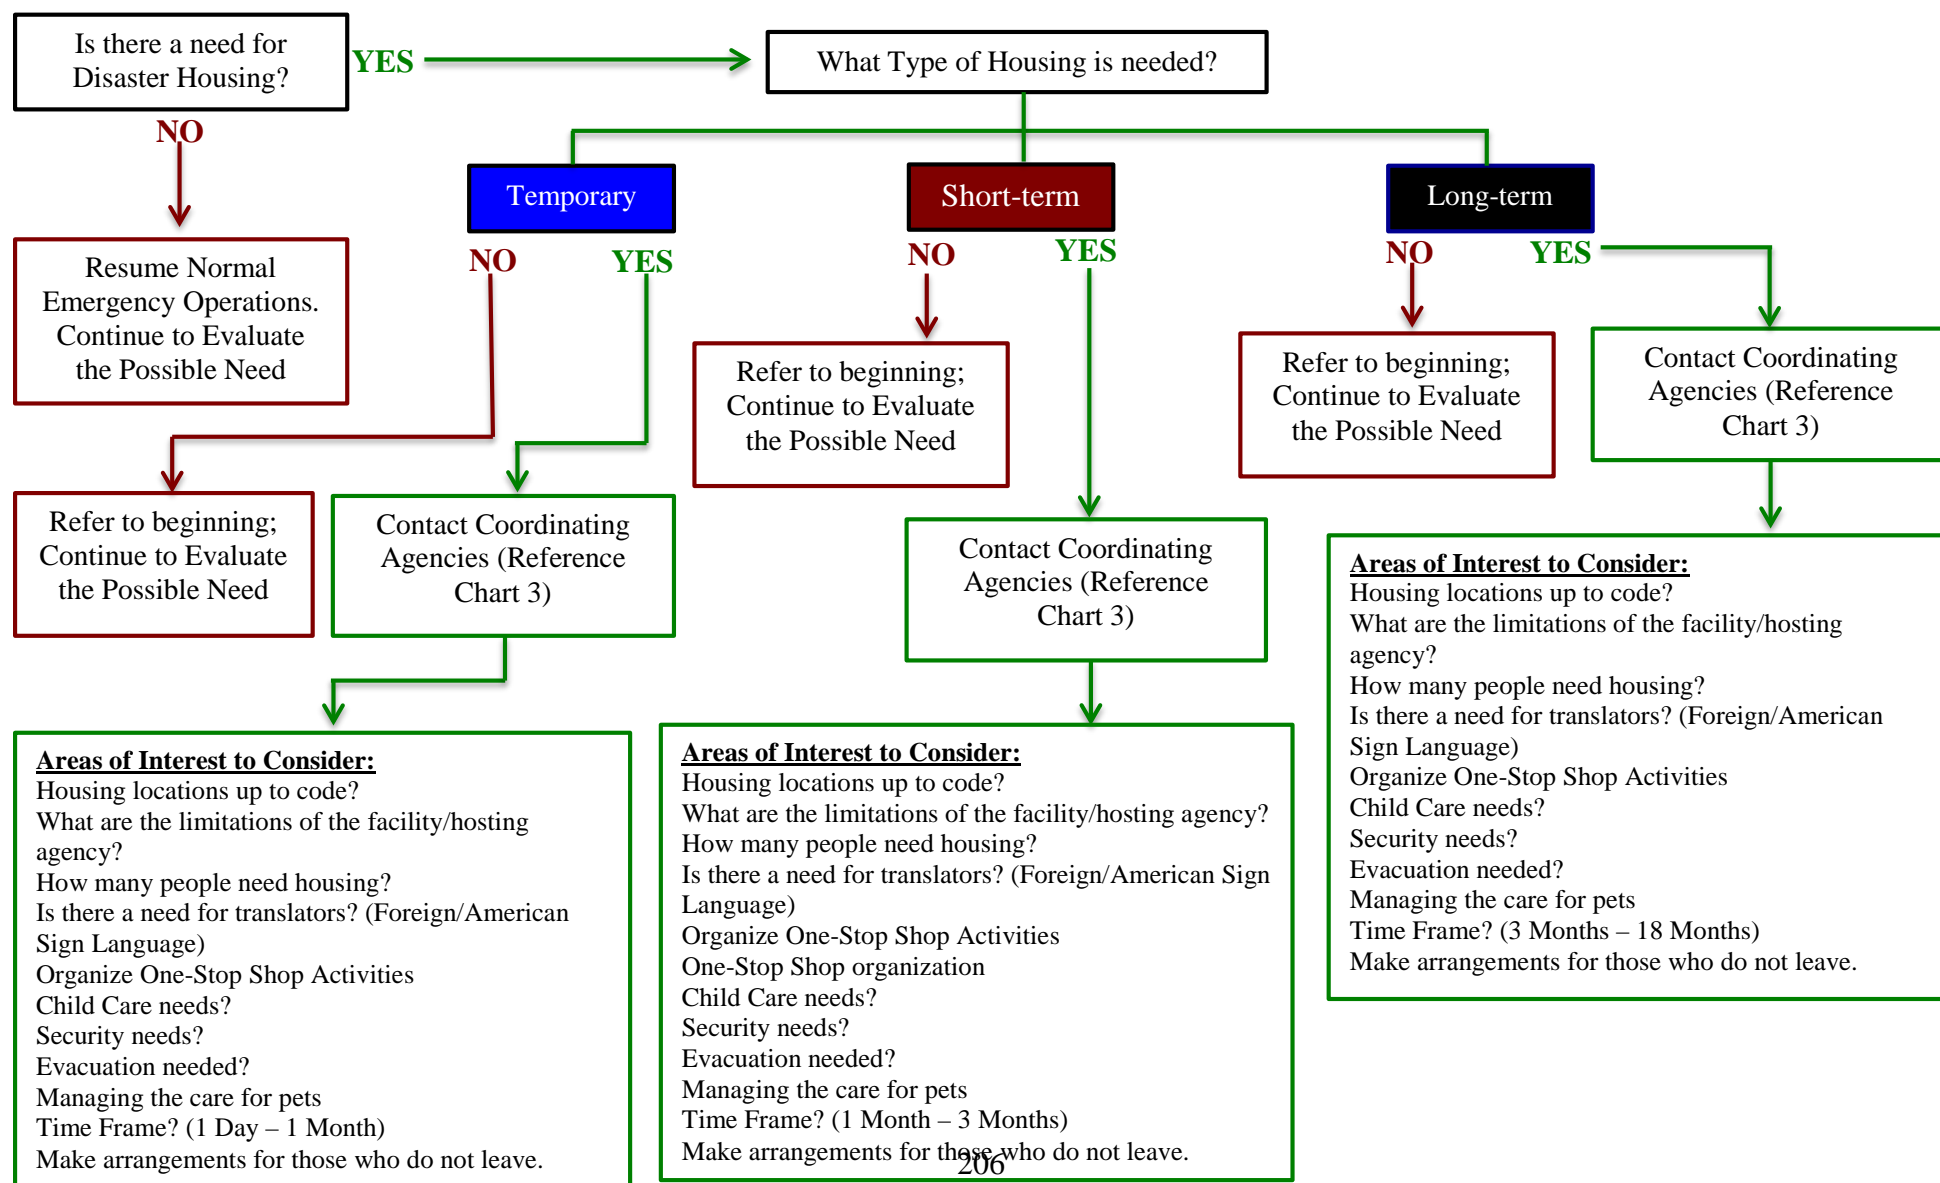 Is there a need for
Disaster Housing?
YES
What Type of Housing is needed?
NO
Temporary
Short-term
Long-term
NO
YES
NO
YES
NO
YES
Resume Normal
Emergency Operations.
Continue to Evaluate
the Possible Need
Refer to beginning;
Continue to Evaluate
the Possible Need
Refer to beginning;
Continue to Evaluate
the Possible Need
Contact Coordinating
Agencies (Reference
Chart 3)
Refer to beginning;
Continue to Evaluate
the Possible Need
Contact Coordinating
Agencies (Reference
Chart 3)
Contact Coordinating
Agencies (Reference
Chart 3)
Areas of Interest to Consider:
Housing locations up to code?
What are the limitations of the facility/hosting
agency?
How many people need housing?
Is there a need for translators? (Foreign/American
Sign Language)
Organize One-Stop Shop Activities
Child Care needs?
Security needs?
Evacuation needed?
Managing the care for pets
Time Frame? (3 Months – 18 Months)
Make arrangements for those who do not leave.
Areas of Interest to Consider:
Housing locations up to code?
What are the limitations of the facility/hosting
agency?
How many people need housing?
Is there a need for translators? (Foreign/American
Sign Language)
Organize One-Stop Shop Activities
Child Care needs?
Security needs?
Evacuation needed?
Managing the care for pets
Time Frame? (1 Day – 1 Month)
Make arrangements for those who do not leave.
Areas of Interest to Consider:
Housing locations up to code?
What are the limitations of the facility/hosting agency?
How many people need housing?
Is there a need for translators? (Foreign/American Sign
Language)
Organize One-Stop Shop Activities
One-Stop Shop organization
Child Care needs?
Security needs?
Evacuation needed?
Managing the care for pets
Time Frame? (1 Month – 3 Months)
Make arrangements for those who do not leave.
206